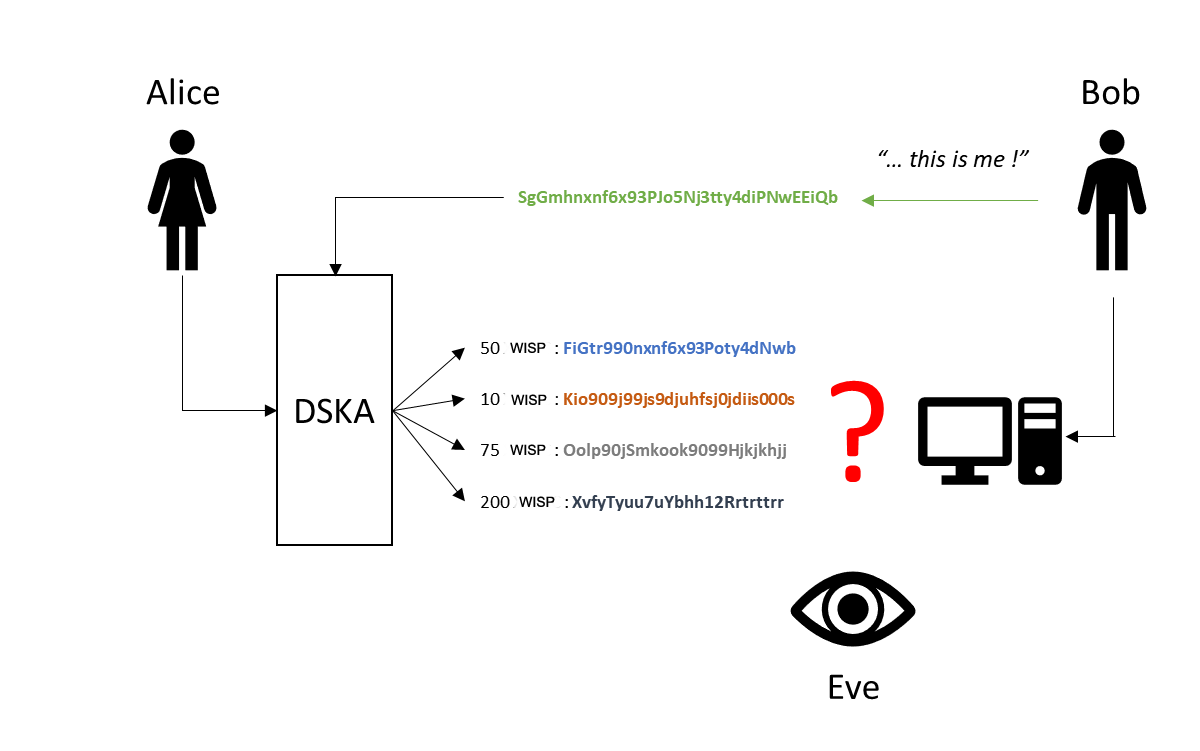 Alice
Bob
“... this is me !”
SgGmhnxnf6x93PJo5Nj3tty4diPNwEEiQb
DSKA
50 WISP : FiGtr990nxnf6x93Poty4dNwb
10 WISP : Kio909j99js9djuhfsj0jdiis000s
75 WISP : Oolp90jSmkook9099Hjkjkhjj
200 WISP : XvfyTyuu7uYbhh12Rrtrttrr
?
Eve